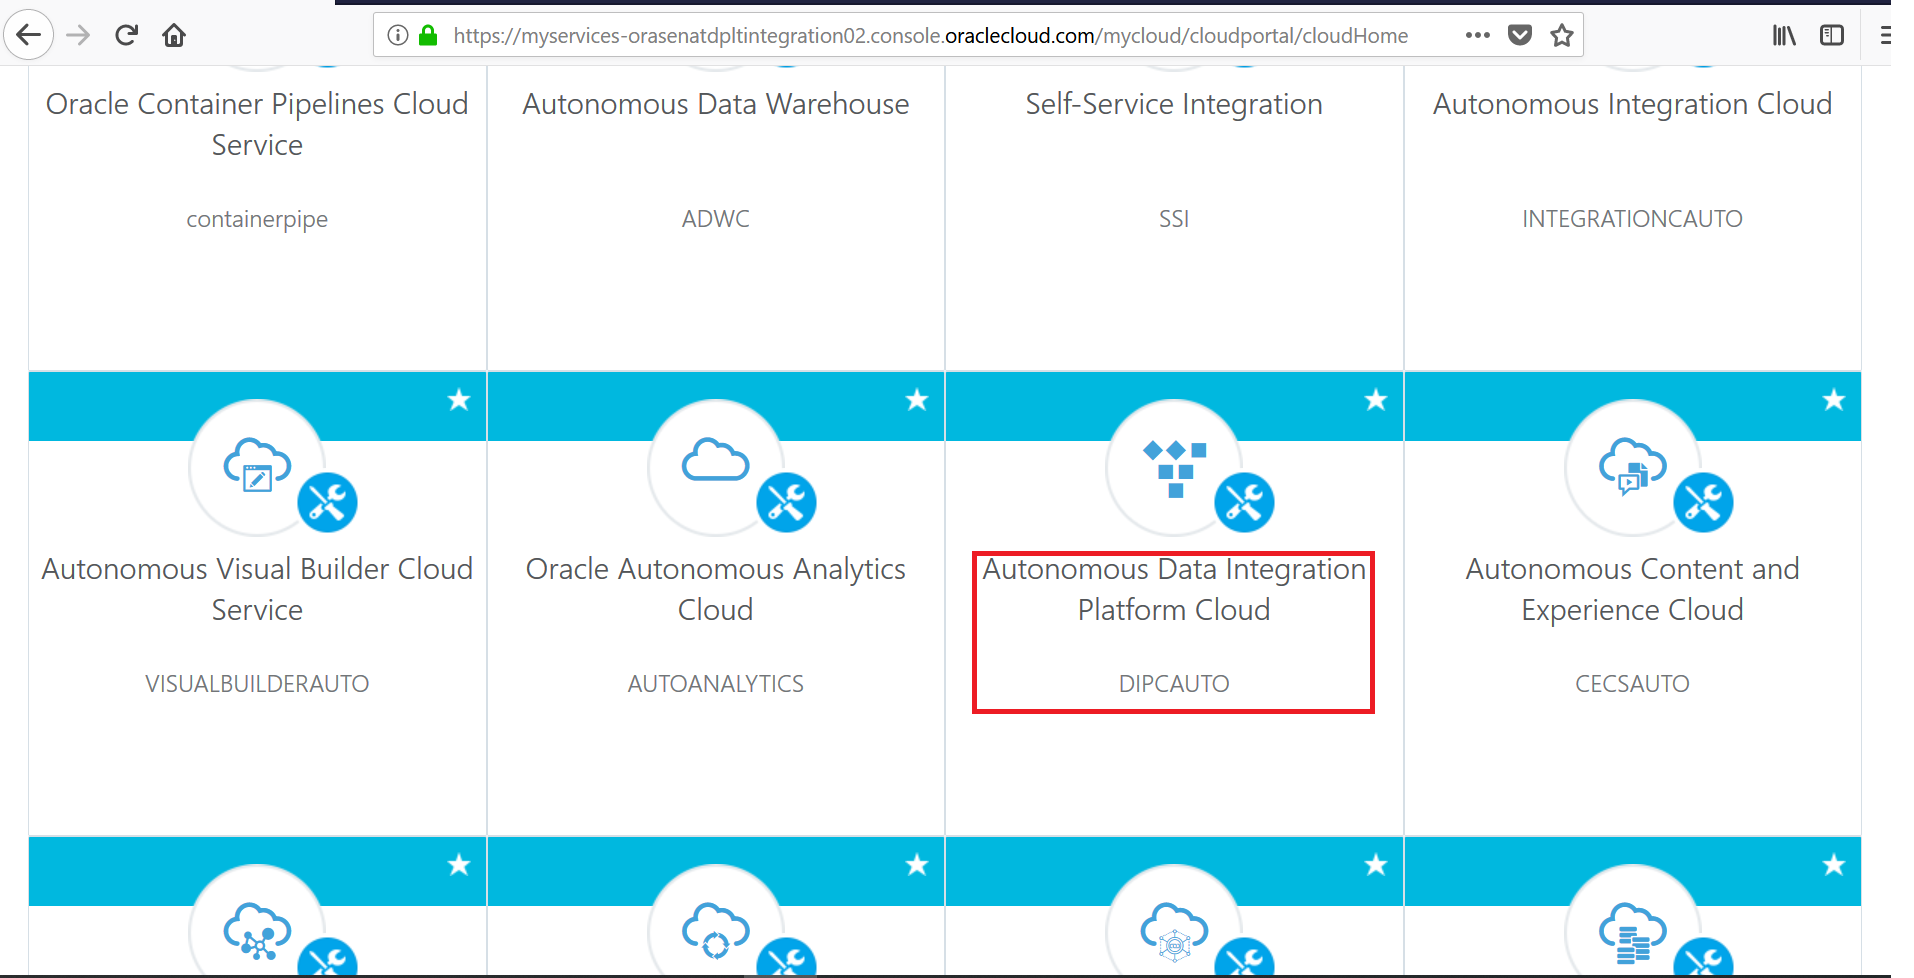 https://myservices-orasenatdpltintegration02.console.oraclecloud.com/mycloud/cloudportal/cloudHome
Oracle Container Pipelines Cloud
Service
containerpipe
Autonomous Data Warehouse
ADWC
Self-Service Integration
SSI
Autonomous Integration Cloud
INTEGRATIONCAUTO
Autonomous Visual Builder Cloud
Service
VISUALBUILDERAUTO
Oracle Autonomous Analytics
Cloud
AUTOANALYTICS
Autonomous Data Integration
Platform Cloud
DIPCAUTO
Autonomous Content and
Experience Cloud
CECSAUTO